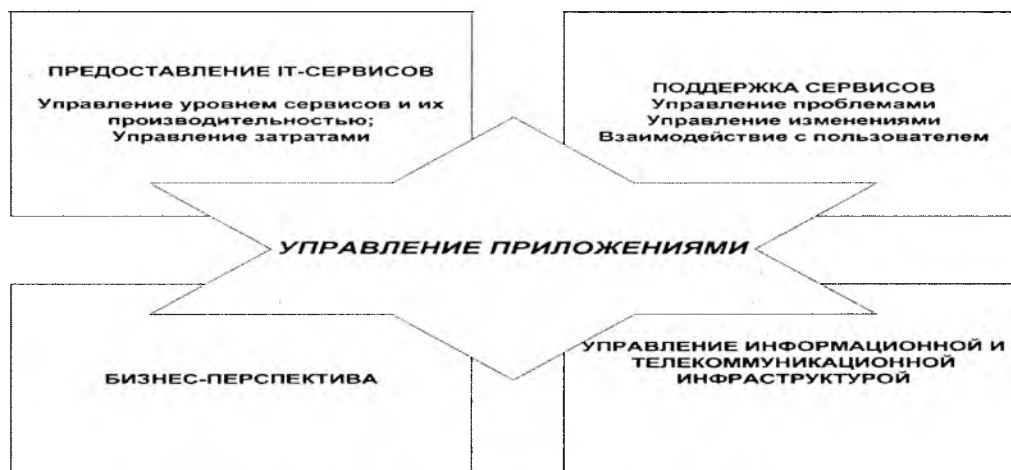 ПРЕДОСТАВЛЕНИЕ IT-СЕРВИСОВ
Управление уровнем сервисов и их
производительностью;
Управление затратами
ПОДДЕРЖКА СЕРВИСОВ
Управление проблемами
Управление изменениями
Взаимодействие с пользователем
УПРАВЛЕНИЕ ПРИЛОЖЕНИЯМИ
БИЗНЕС-ПЕРСПЕКТИВА
УПРАВЛЕНИЕ ИНФОРМАЦИОННОЙ И
ТЕЛЕКОММУНИКАЦИОННОЙ
ИНФРАСТРУКТУРОЙ